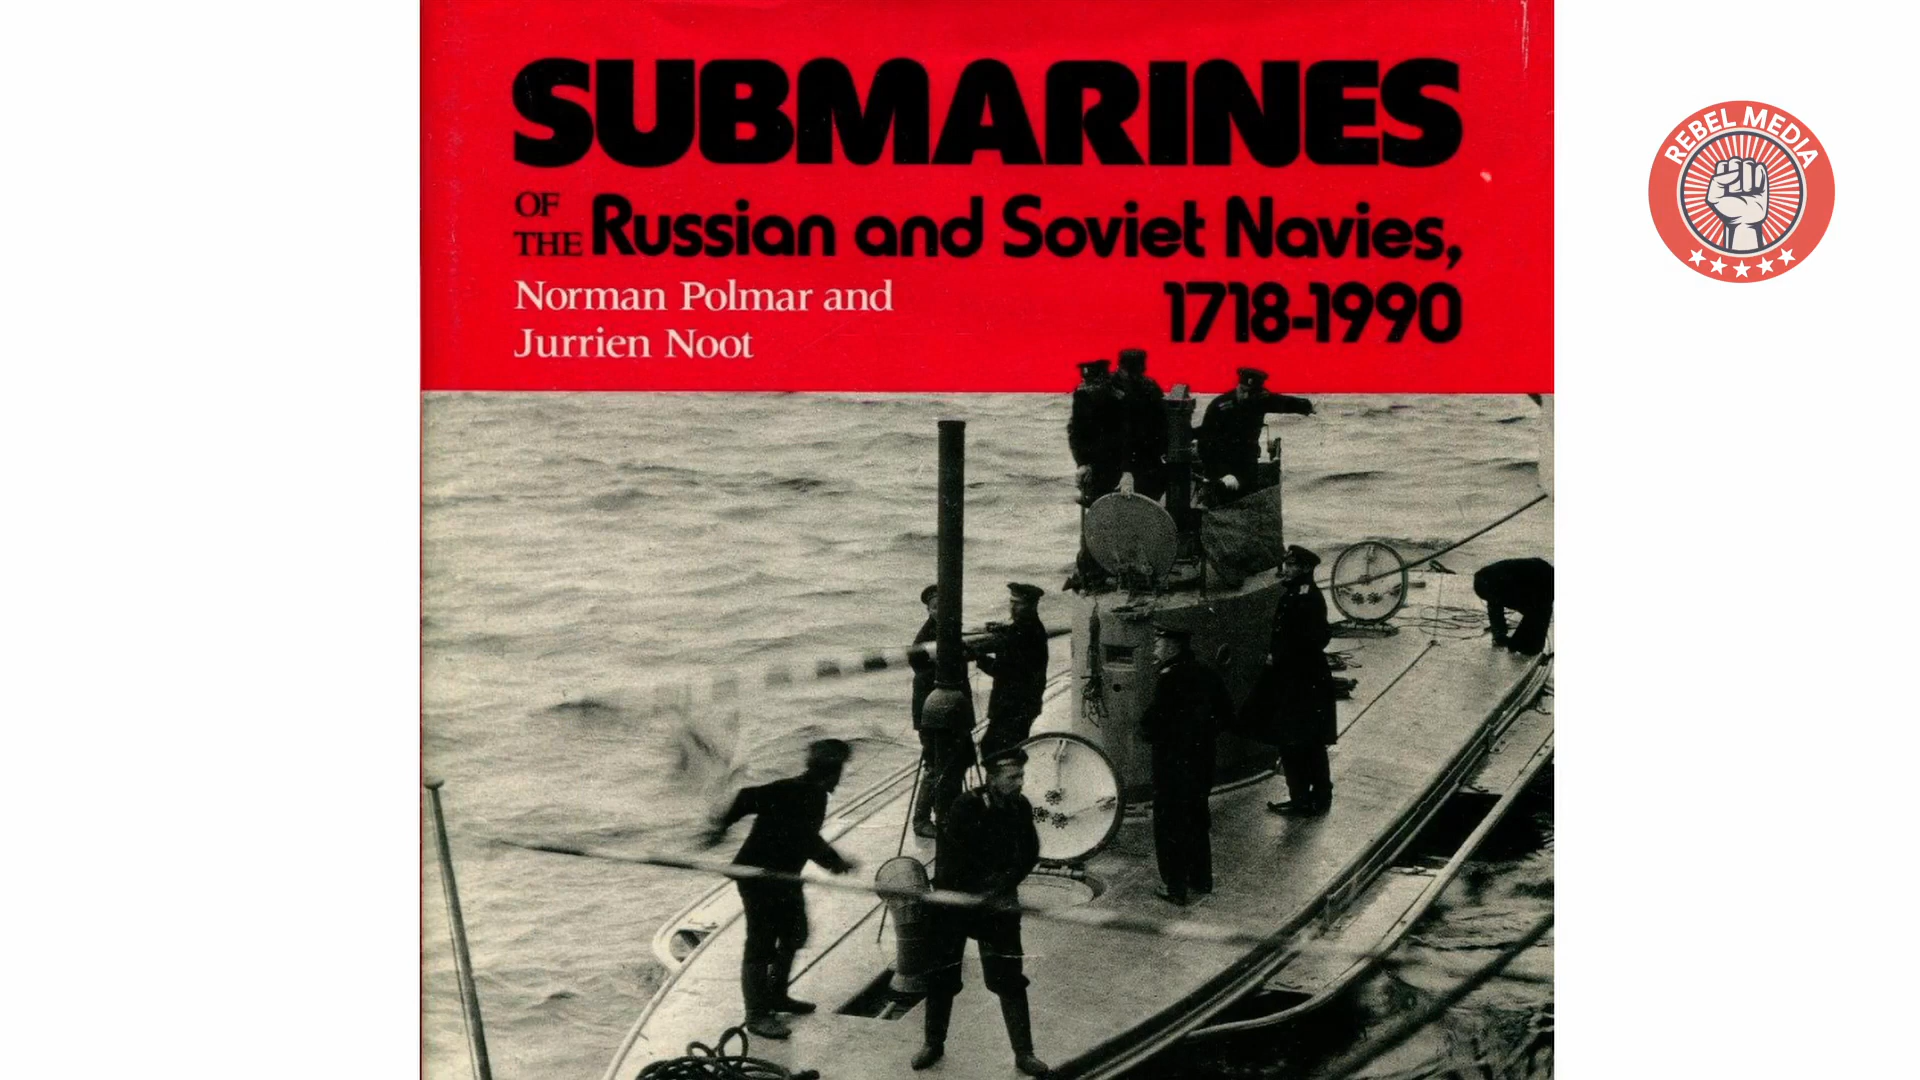 SUBMARINES
OF
THE Russian and Soviet Navies,
1718-1990
Norman Polmar and
Jurrien Noot
REBEL MEDIA